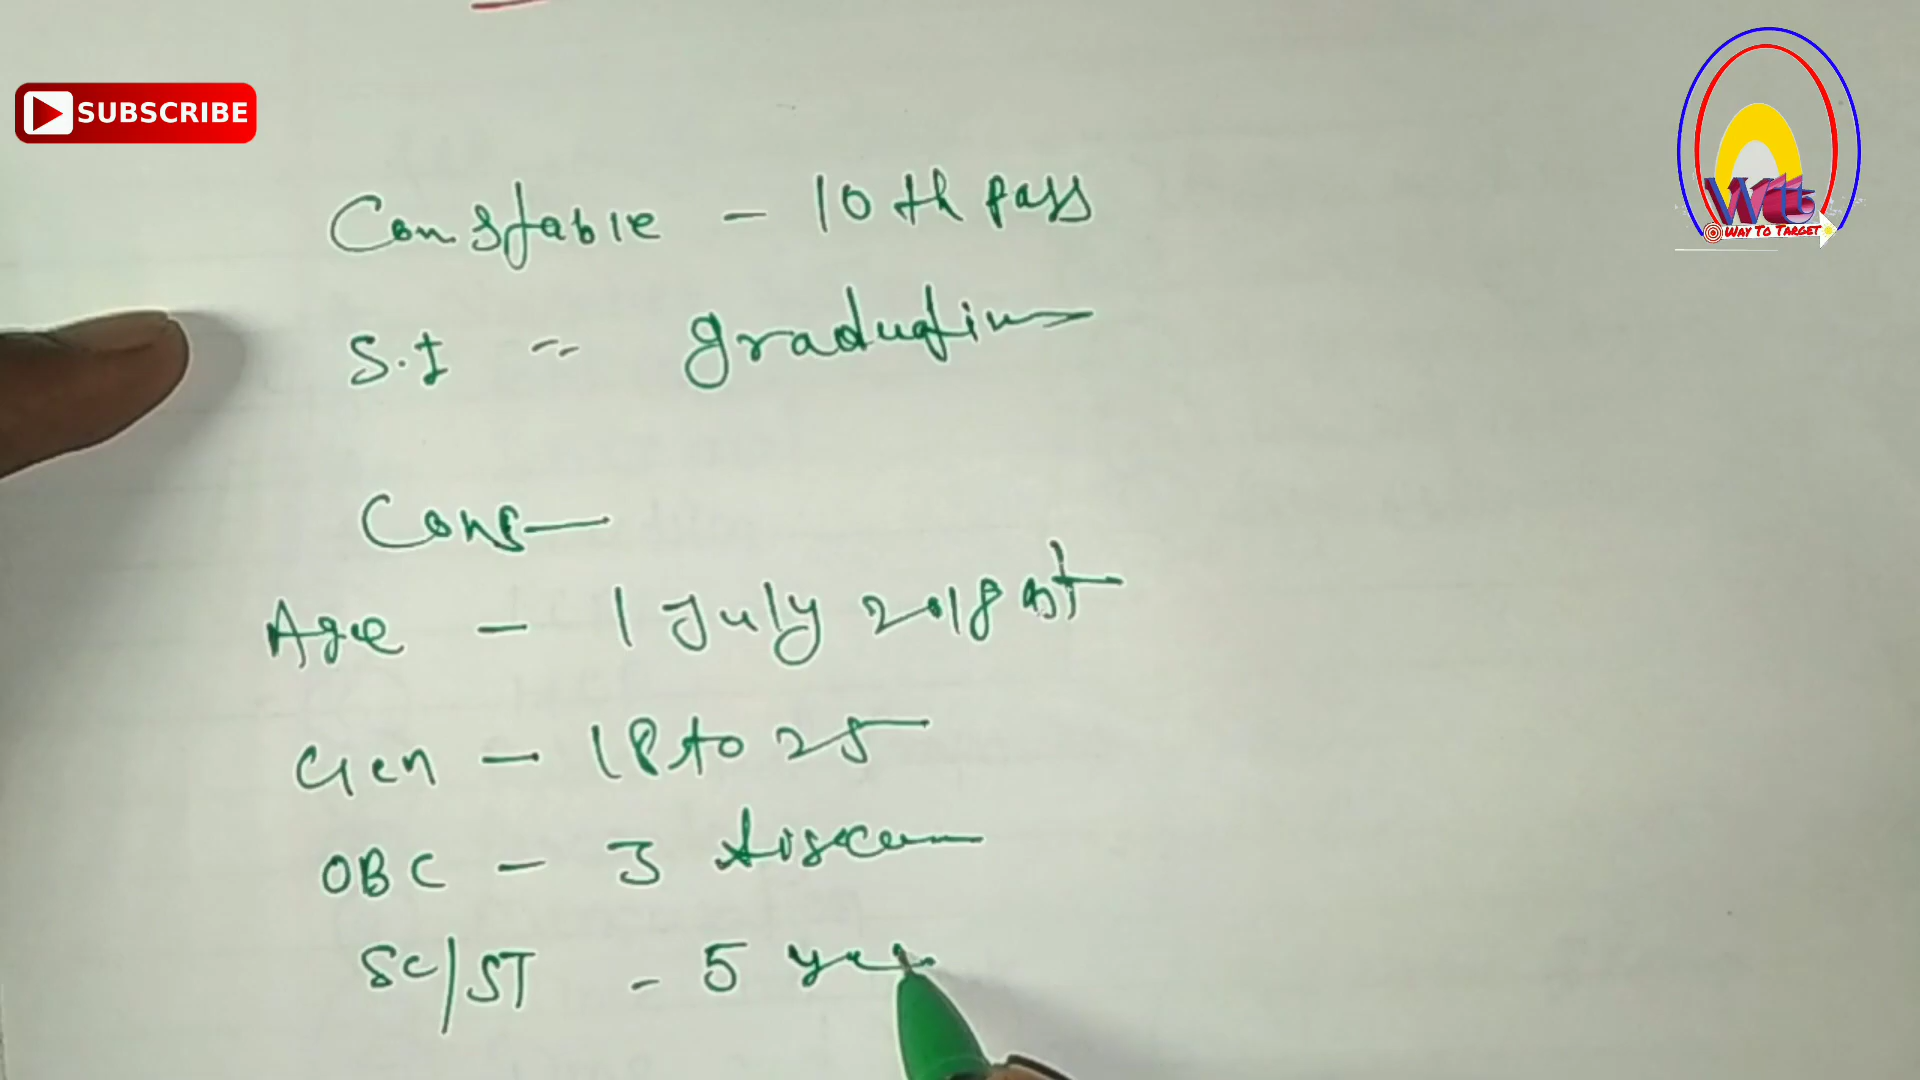 SUBSCRIBE
Wtt
WAY TO TARGET
Constable - 10th pass
S.I - graduation
Cons
Age - 1 July 2018
Gen - 18 to 25
OBC - 3
SC/ST - 5